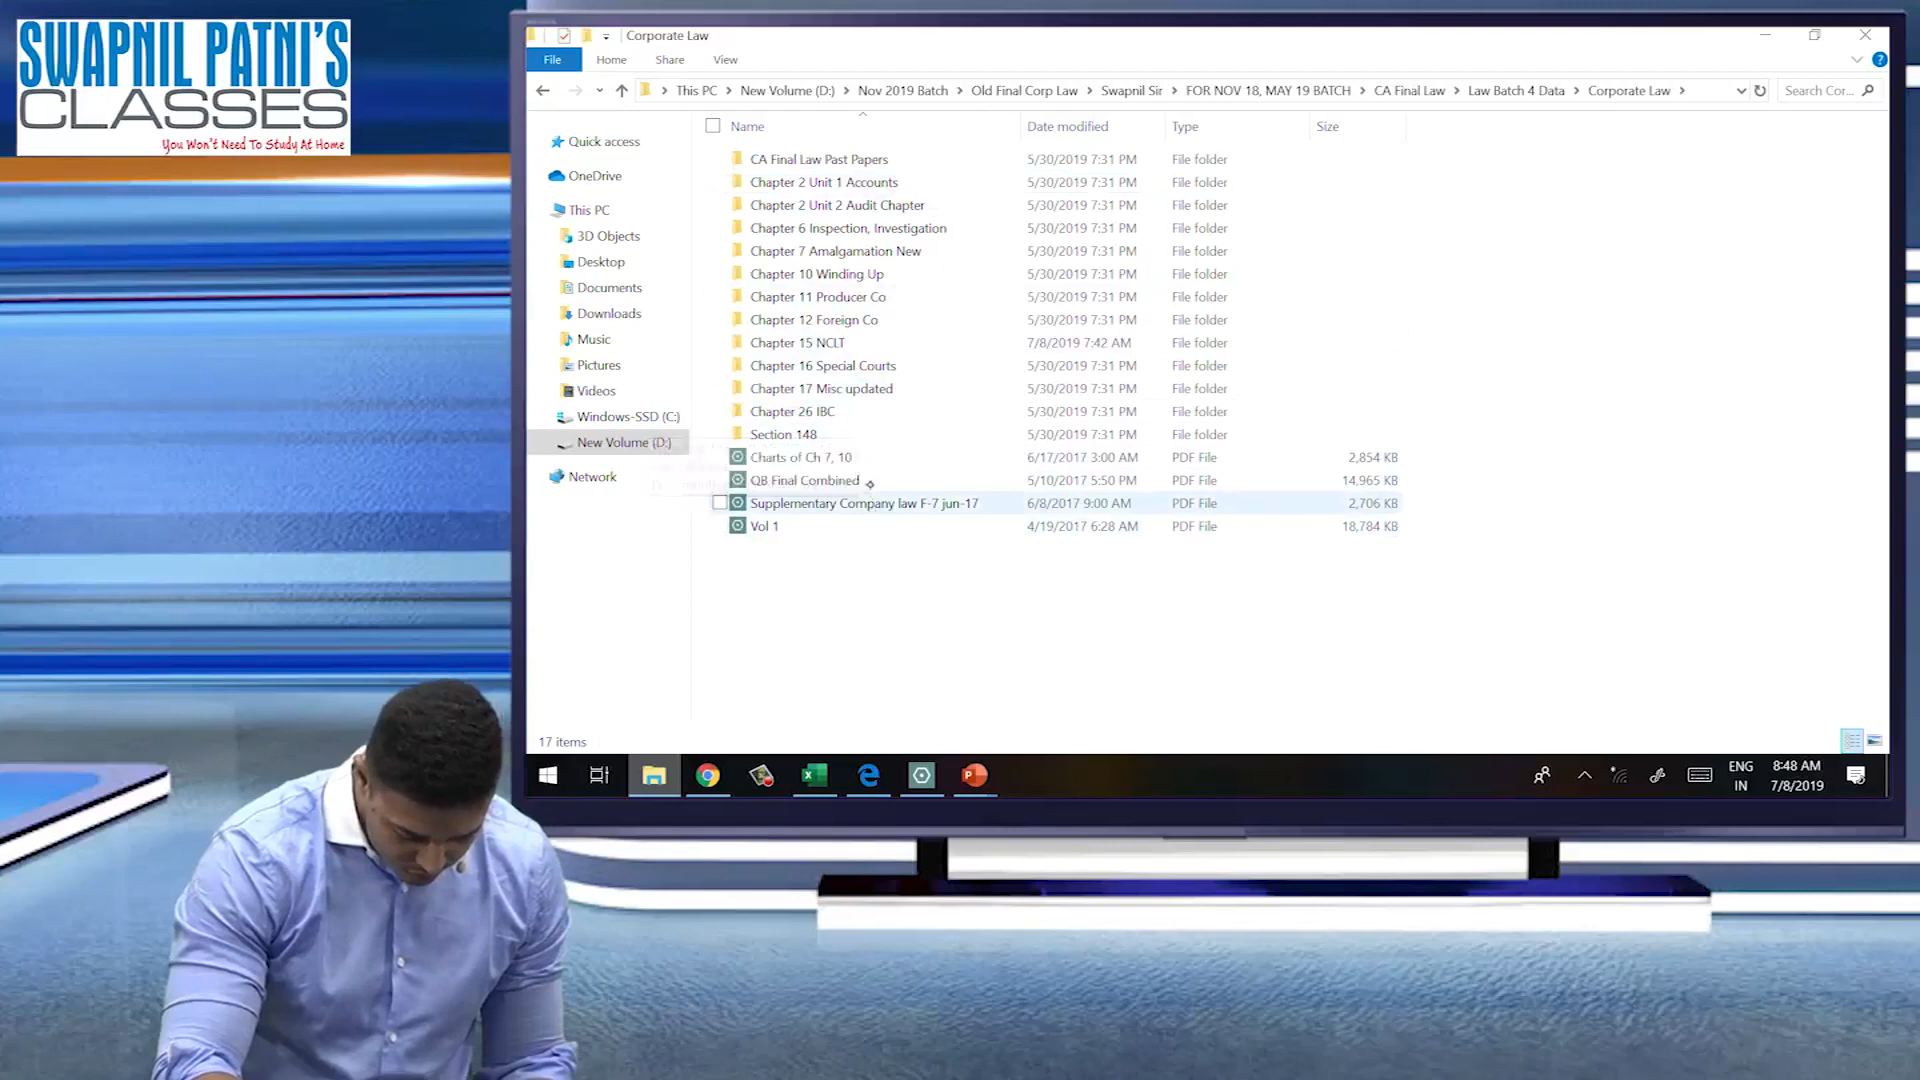 SWAPNIL PATNI'S
CLASSES
You Won't Need To Study At Home
Corporate Law
File Home Share View
This PC New Volume (D:) Nov 2019 Batch Old Final Corp Law Swapnil Sir FOR NOV 18, MAY 19 BATCH CA Final Law Law Batch 4 Data Corporate Law Search Cor...
Name Date modified Type Size
Quick access
OneDrive
This PC
3D Objects
Desktop
Documents
Downloads
Music
Pictures
Videos
Windows-SSD (C:)
New Volume (D:)
Network
CA Final Law Past Papers 5/30/2019 7:31 PM File folder
Chapter 2 Unit 1 Accounts 5/30/2019 7:31 PM File folder
Chapter 2 Unit 2 Audit Chapter 5/30/2019 7:31 PM File folder
Chapter 6 Inspection, Investigation 5/30/2019 7:31 PM File folder
Chapter 7 Amalgamation New 5/30/2019 7:31 PM File folder
Chapter 10 Winding Up 5/30/2019 7:31 PM File folder
Chapter 11 Producer Co 5/30/2019 7:31 PM File folder
Chapter 12 Foreign Co 5/30/2019 7:31 PM File folder
Chapter 15 NCLT 7/8/2019 7:42 AM File folder
Chapter 16 Special Courts 5/30/2019 7:31 PM File folder
Chapter 17 Misc updated 5/30/2019 7:31 PM File folder
Chapter 26 IBC 5/30/2019 7:31 PM File folder
Section 148 5/30/2019 7:31 PM File folder
Charts of Ch 7, 10 6/17/2017 3:00 AM PDF File 2,854 KB
QB Final Combined 5/10/2017 5:50 PM PDF File 14,965 KB
Supplementary Company law F-7 jun-17 6/8/2017 9:00 AM PDF File 2,706 KB
Vol 1 4/19/2017 6:28 AM PDF File 18,784 KB
17 items
ENG 8:48 AM
IN 7/8/2019